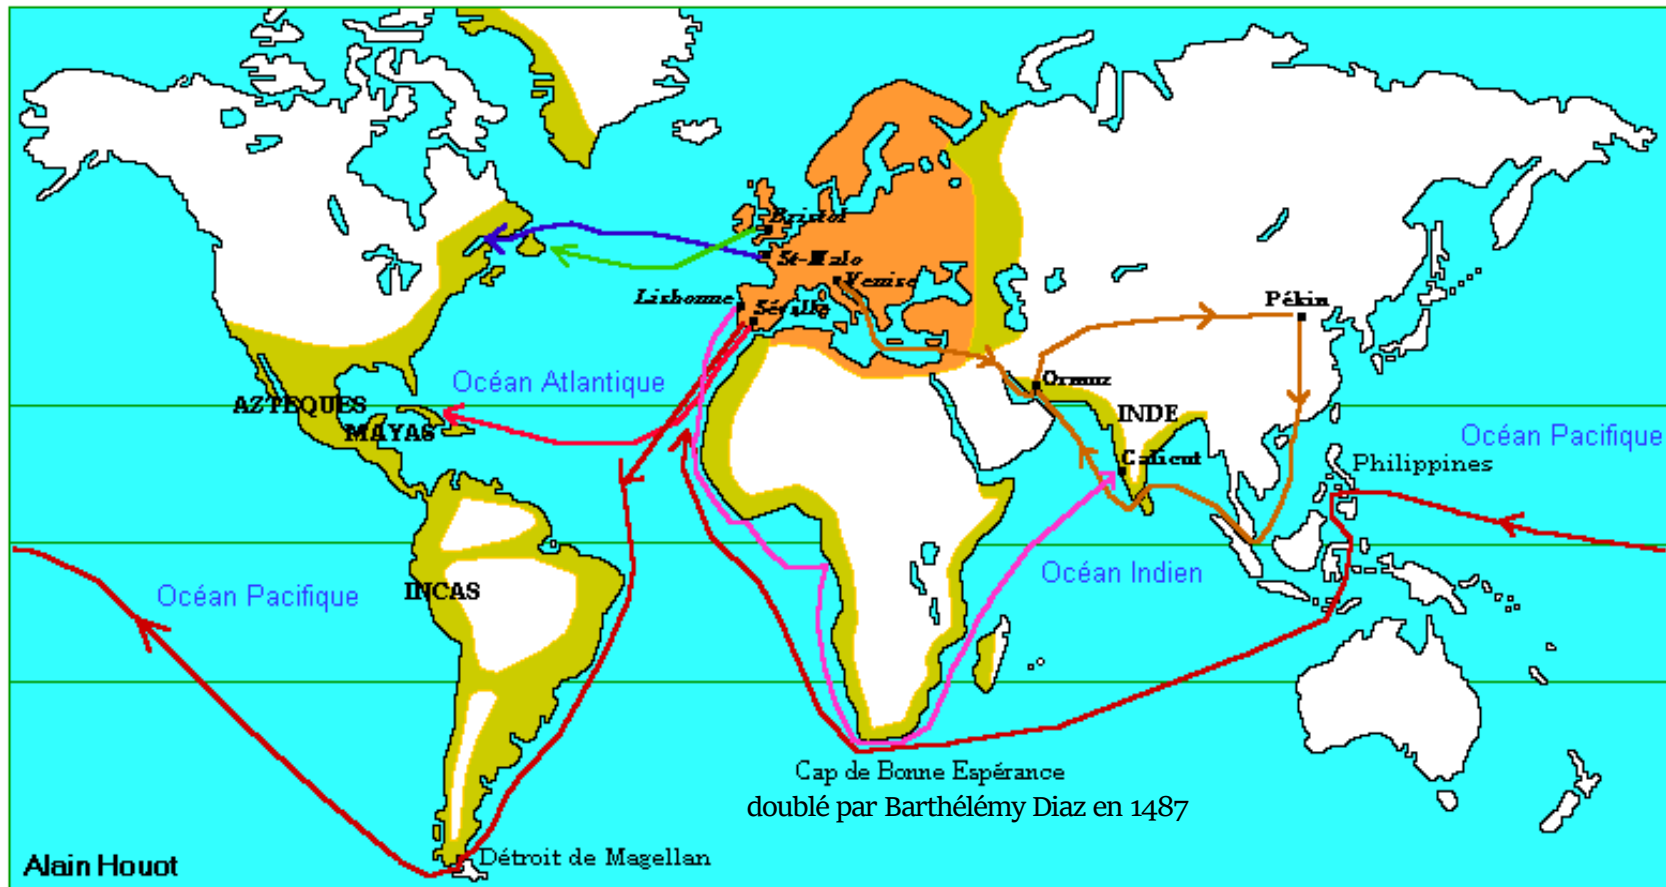 Bristol
St-Malo
Venise
Lisbonne
Séville
Pékin
Océan Atlantique
Ormuz
AZTEQUES
INDE
MAYAS
Océan Pacifique
Calicut
Philippines
Océan Indien
INCAS
Océan Pacifique
Cap de Bonne Espérance
doublé par Barthélémy Diaz en 1487
Détroit de Magellan
Alain Houot